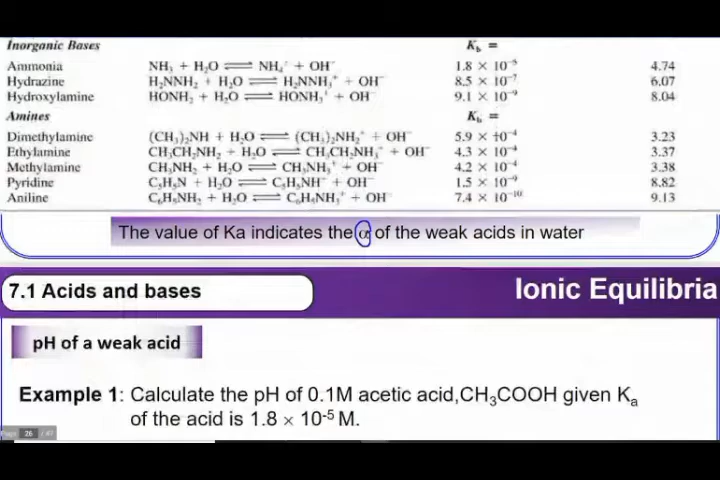 Inorganic Bases K_b =
Ammonia NH₃ + H₂O ⇌ NH₄⁺ + OH⁻ 1.8 × 10⁻⁵ 4.74
Hydrazine H₂NNH₂ + H₂O ⇌ H₂NNH₃⁺ + OH⁻ 8.5 × 10⁻⁷ 6.07
Hydroxylamine HONH₂ + H₂O ⇌ HONH₃⁺ + OH⁻ 9.1 × 10⁻⁹ 8.04
Amines K_b =
Dimethylamine (CH₃)₂NH + H₂O ⇌ (CH₃)₂NH₂⁺ + OH⁻ 5.9 × 10⁻⁴ 3.23
Ethylamine CH₃CH₂NH₂ + H₂O ⇌ CH₃CH₂NH₃⁺ + OH⁻ 4.3 × 10⁻⁴ 3.37
Methylamine CH₃NH₂ + H₂O ⇌ CH₃NH₃⁺ + OH⁻ 4.2 × 10⁻⁴ 3.38
Pyridine C₅H₅N + H₂O ⇌ C₅H₅NH⁺ + OH⁻ 1.5 × 10⁻⁹ 8.82
Aniline C₆H₅NH₂ + H₂O ⇌ C₆H₅NH₃⁺ + OH⁻ 7.4 × 10⁻¹⁰ 9.13
The value of Ka indicates the α of the weak acids in water
7.1 Acids and bases Ionic Equilibria
pH of a weak acid
Example 1: Calculate the pH of 0.1M acetic acid,CH₃COOH given Kₐ
of the acid is 1.8 × 10⁻⁵ M.
Page 26 / 47